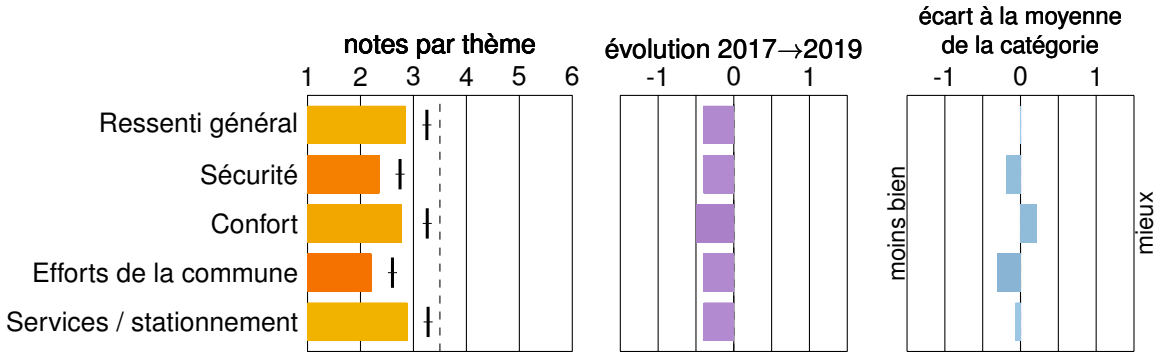 notes par thème
évolution 2017→2019
écart à la moyenne
de la catégorie
1 2 3 4 5 6
-1 0 1
-1 0 1
Ressenti général
Sécurité
Confort
Efforts de la commune
Services / stationnement
moins bien
mieux